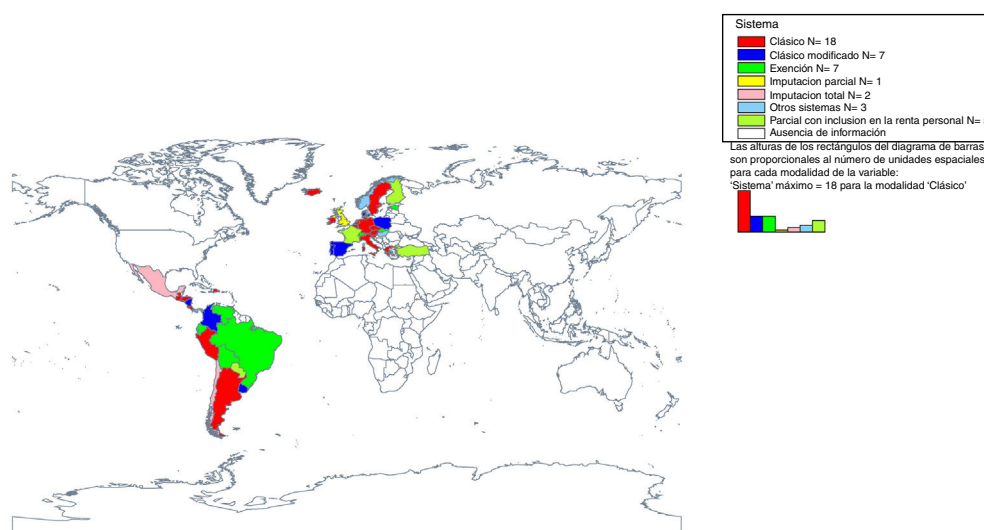 Sistema
Clásico N= 18
Clásico modificado N= 7
Exención N= 7
Imputacion parcial N= 1
Imputacion total N= 2
Otros sistemas N= 3
Parcial con inclusion en la renta personal N=
Ausencia de información
Las alturas de los rectángulos del diagrama de barras
son proporcionales al número de unidades espaciales
para cada modalidad de la variable:
‘Sistema’ máximo = 18 para la modalidad ‘Clásico’